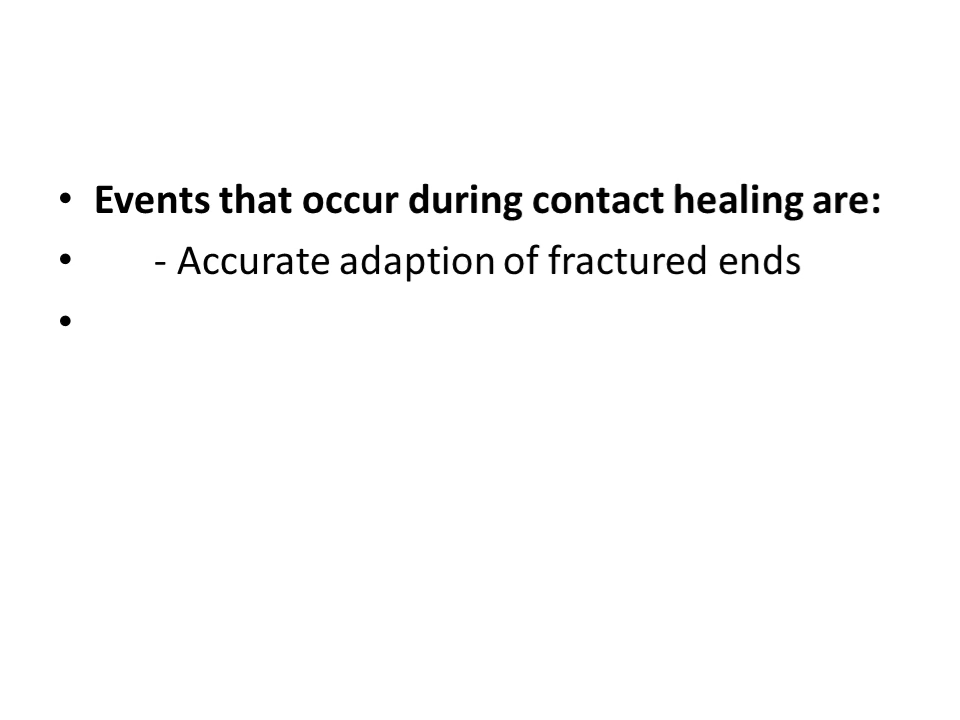 • Events that occur during contact healing are:
• - Accurate adaption of fractured ends
•